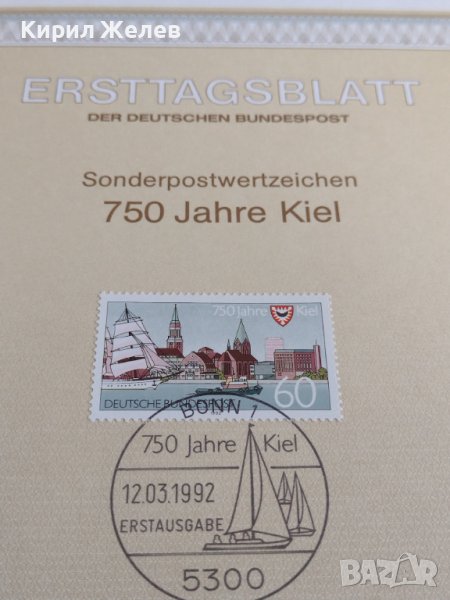 Кирил Желев
ERSTTAGSBLATT
DER DEUTSCHEN BUNDESPOST
Sonderpostwertzeichen
750 Jahre Kiel
750 Jahre Kiel
DEUTSCHE BUNDESPOST
60
BONN 1
750 Jahre Kiel
12.03.1992
ERSTAUSGABE
5300
BAZAR